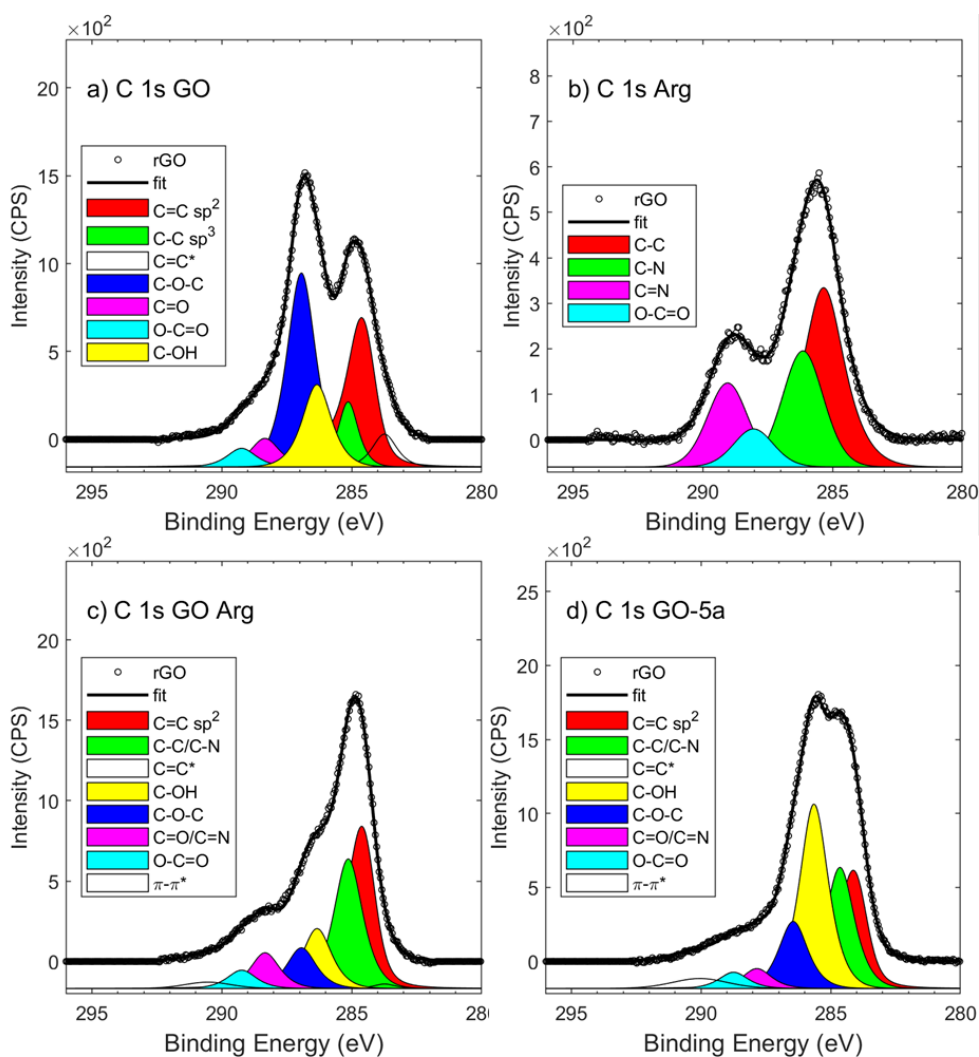 ×10²
295 290 285 280
20
15
10
5
0
Intensity (CPS)
Binding Energy (eV)
a) C 1s GO
rGO
fit
C=C sp²
C-C sp³
C=C*
C-O-C
C=O
O-C=O
C-OH
×10²
295 290 285 280
8
7
6
5
4
3
2
1
0
Intensity (CPS)
Binding Energy (eV)
b) C 1s Arg
rGO
fit
C-C
C-N
C=N
O-C=O
×10²
20
15
10
5
0
Intensity (CPS)
c) C 1s GO Arg
rGO
fit
C=C sp²
C-C/C-N
C=C*
C-OH
C-O-C
C=O/C=N
O-C=O
π-π*
295 290 285 280
Binding Energy (eV)
×10²
25
20
15
10
5
0
Intensity (CPS)
d) C 1s GO-5a
rGO
fit
C=C sp²
C-C/C-N
C=C*
C-OH
C-O-C
C=O/C=N
O-C=O
π-π*
295 290 285 280
Binding Energy (eV)